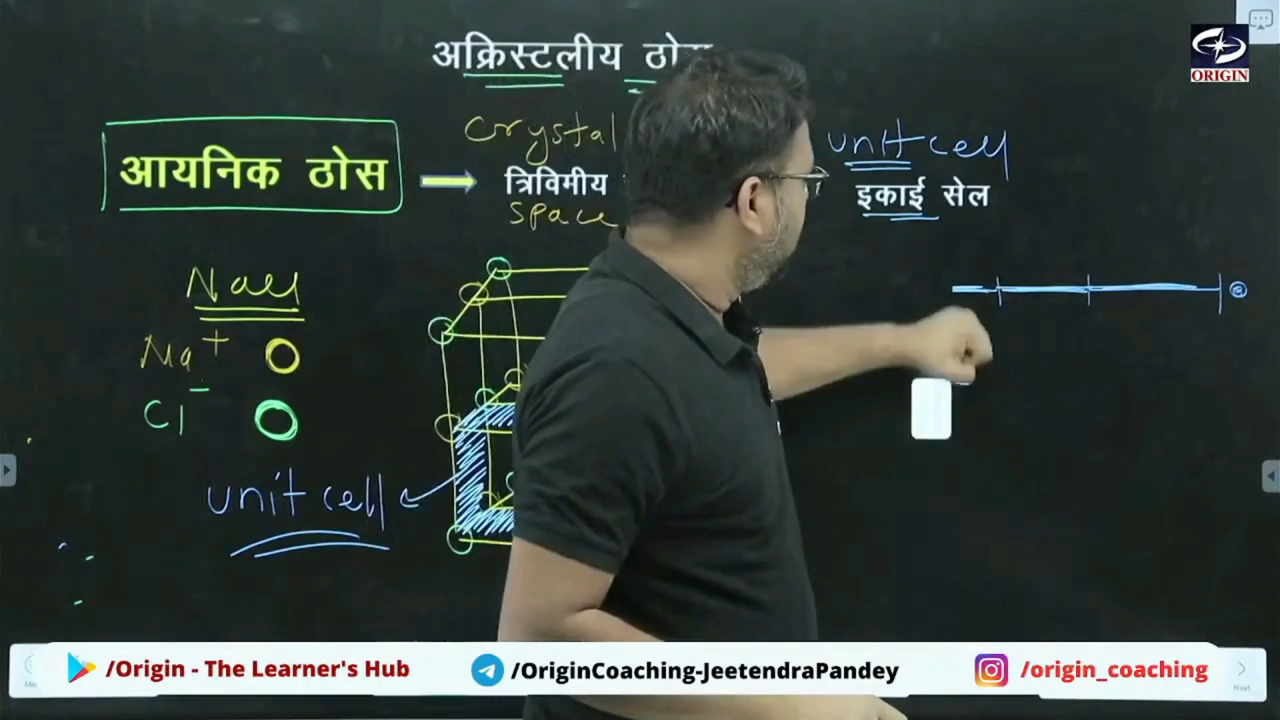 अक्रिस्टलीय ठोस
ORIGIN
crystal
unit cell
आयनिक ठोस
त्रिविमीय
इकाई सेल
space
NaCl
Na+
Cl-
unit cell
/Origin - The Learner's Hub
/OriginCoaching-JeetendraPandey
/origin_coaching
Next